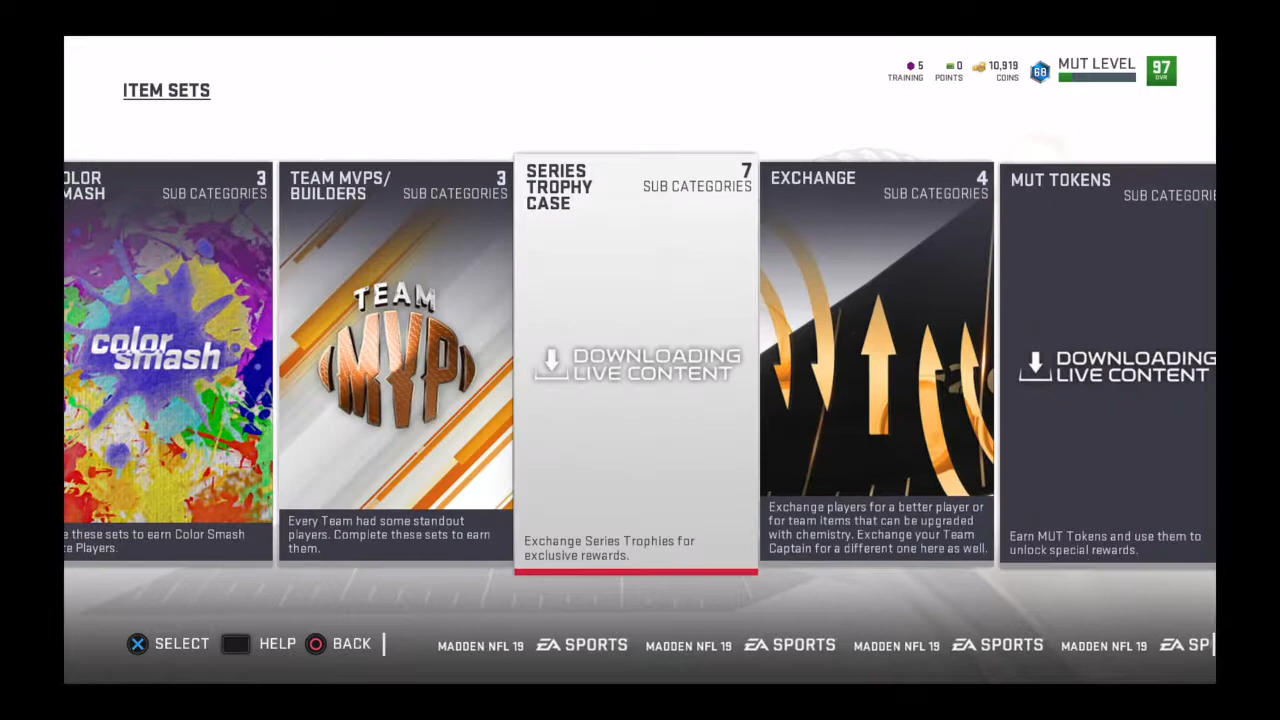 ITEM SETS
5
TRAINING
0
POINTS
10,919
COINS
68
MUT LEVEL
97
OVR
OLOR
MASH
3
SUB CATEGORIES
color
smash
e these sets to earn Color Smash
e Players.
TEAM MVPS/
BUILDERS
3
SUB CATEGORIES
TEAM
MVP
Every Team had some standout
players. Complete these sets to earn
them.
SERIES
TROPHY
CASE
7
SUB CATEGORIES
DOWNLOADING
LIVE CONTENT
Exchange Series Trophies for
exclusive rewards.
EXCHANGE
4
SUB CATEGORIES
Exchange players for a better player or
for team items that can be upgraded
with chemistry. Exchange your Team
Captain for a different one here as well.
MUT TOKENS
SUB CATEGORIE
DOWNLOADING
LIVE CONTENT
Earn MUT Tokens and use them to
unlock special rewards.
SELECT HELP BACK
MADDEN NFL 19 EA SPORTS MADDEN NFL 19 EA SPORTS MADDEN NFL 19 EA SPORTS MADDEN NFL 19 EA SP